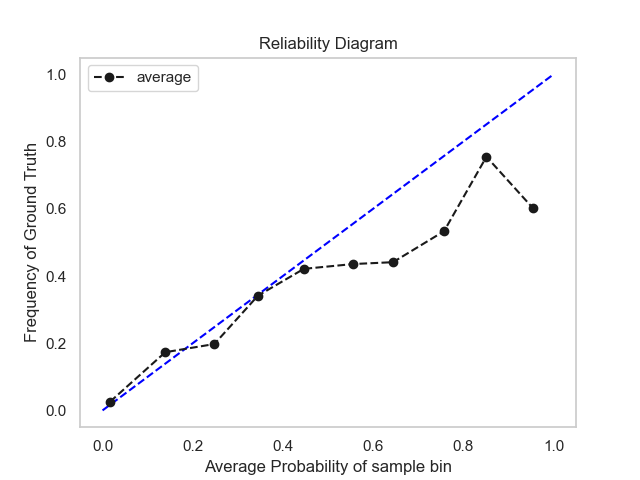 Reliability Diagram
average
Frequency of Ground Truth
1.0
0.8
0.6
0.4
0.2
0.0
0.0 0.2 0.4 0.6 0.8 1.0
Average Probability of sample bin